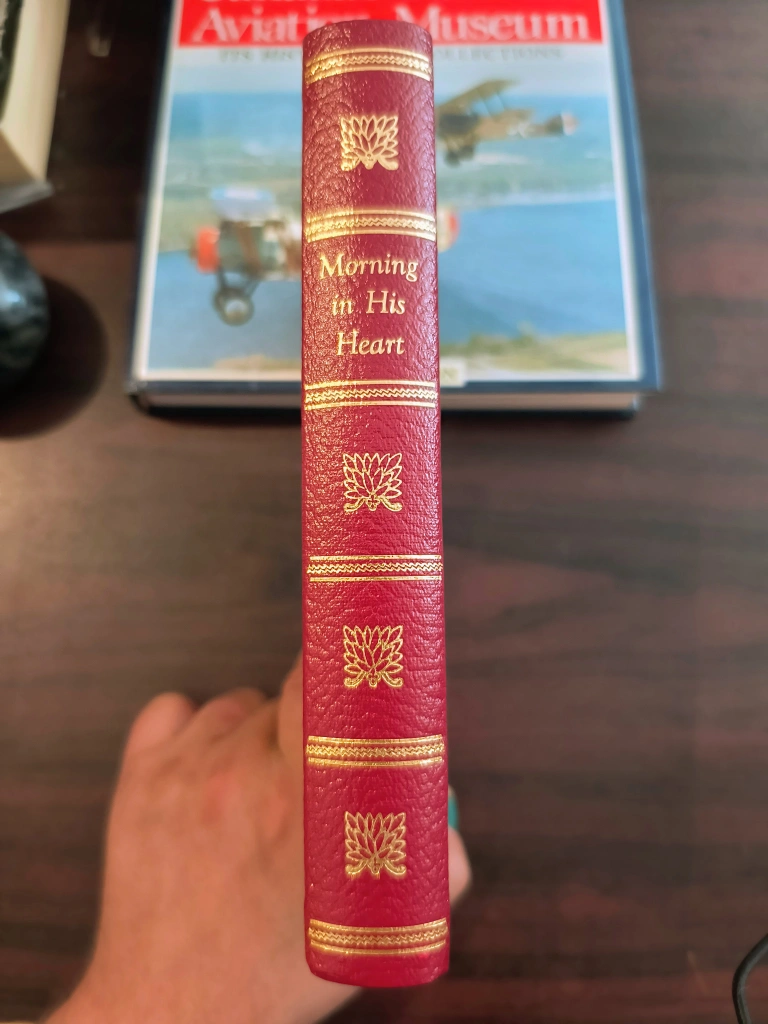 Aviation Museum
Morning
in His
Heart